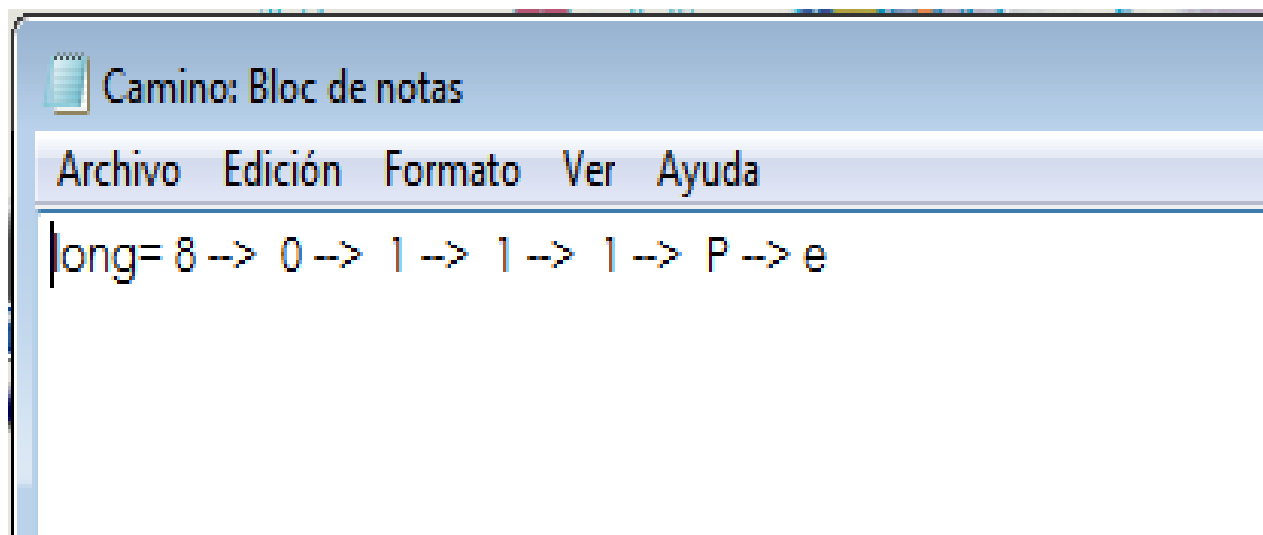 Camino: Bloc de notas
Archivo Edición Formato Ver Ayuda
long= 8 --> 0 --> 1 --> 1 --> 1 --> P --> e